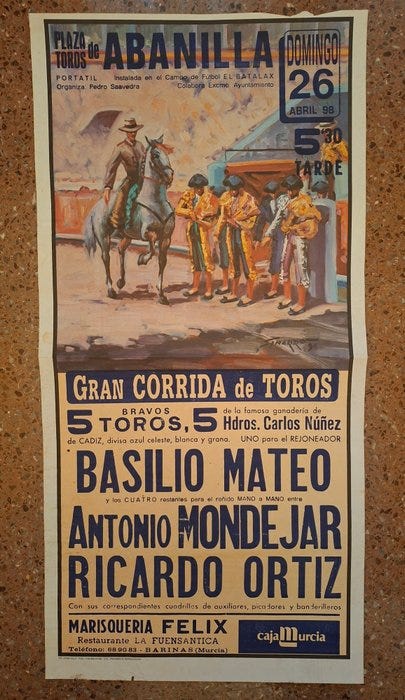 PLAZA TOROS de ABANILLA
PORTATIL Instalada en el Campo de Futbol EL BATALAX
Organiza: Pedro Saavedra Colabora Excmo Ayuntamiento
DOMINGO
26
ABRIL 98
5'30
TARDE
GRAN CORRIDA de TOROS
5 BRAVOS TOROS, 5 de la famosa ganadería de Hdros. Carlos Núñez
de CADIZ, divisa azul celeste, blanca y grana. UNO para el REJONEADOR
BASILIO MATEO
y los CUATRO restantes para el reñido MANO a MANO entre
ANTONIO MONDEJAR
RICARDO ORTIZ
Con sus correspondientes cuadrillas de auxiliares, picadores y banderilleros
MARISQUERIA FELIX
Restaurante LA FUENSANTICA
Teléfono: 689083 - BARINAS (Murcia)
cajamurcia